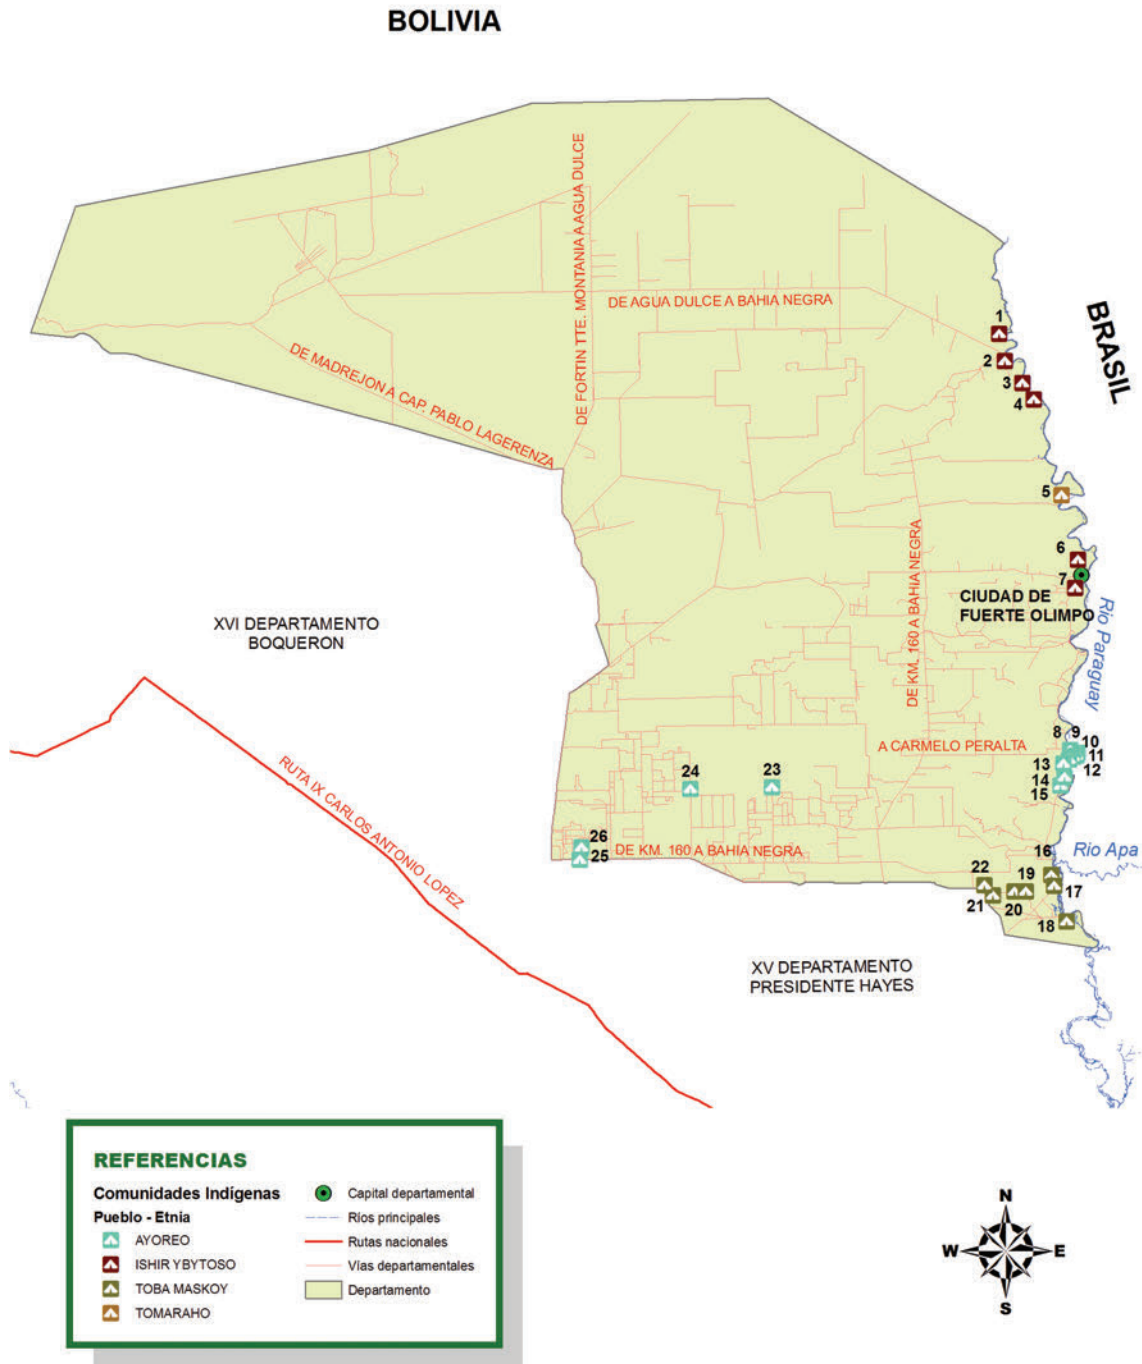 BOLIVIA
DE FORTIN TTE. MONTANIA A AGUA DULCE
DE AGUA DULCE A BAHIA NEGRA
BRASIL
1
2
3
4
DE MADREJON A CAP. PABLO LAGERENZA
5
6
7
CIUDAD DE
FUERTE OLIMPO
Rio Paraguay
DE KM. 160 A BAHIA NEGRA
XVI DEPARTAMENTO
BOQUERON
8
9
10
11
12
13
14
15
A CARMELO PERALTA
24
23
RUTA IX CARLOS ANTONIO LOPEZ
26
25
DE KM. 160 A BAHIA NEGRA
16
Rio Apa
22
19
17
21
20
18
XV DEPARTAMENTO
PRESIDENTE HAYES
REFERENCIAS
Comunidades Indígenas
Pueblo - Etnia
AYOREO
ISHIR YBYTOSO
TOBA MASKOY
TOMARAHO
Capital departamental
Ríos principales
Rutas nacionales
Vías departamentales
Departamento
N
W
E
S